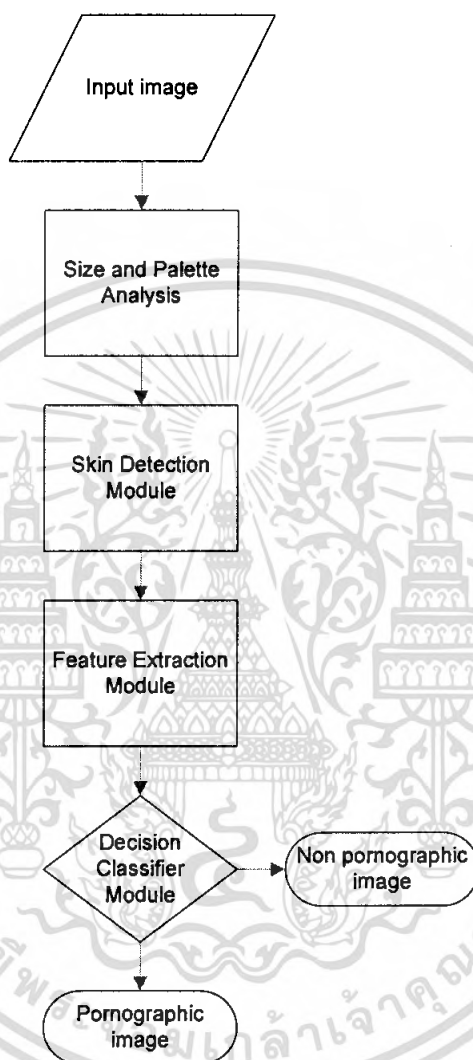 Input image
Size and Palette
Analysis
Skin Detection
Module
Feature Extraction
Module
Decision
Classifier
Module
Non pornographic
image
Pornographic
image